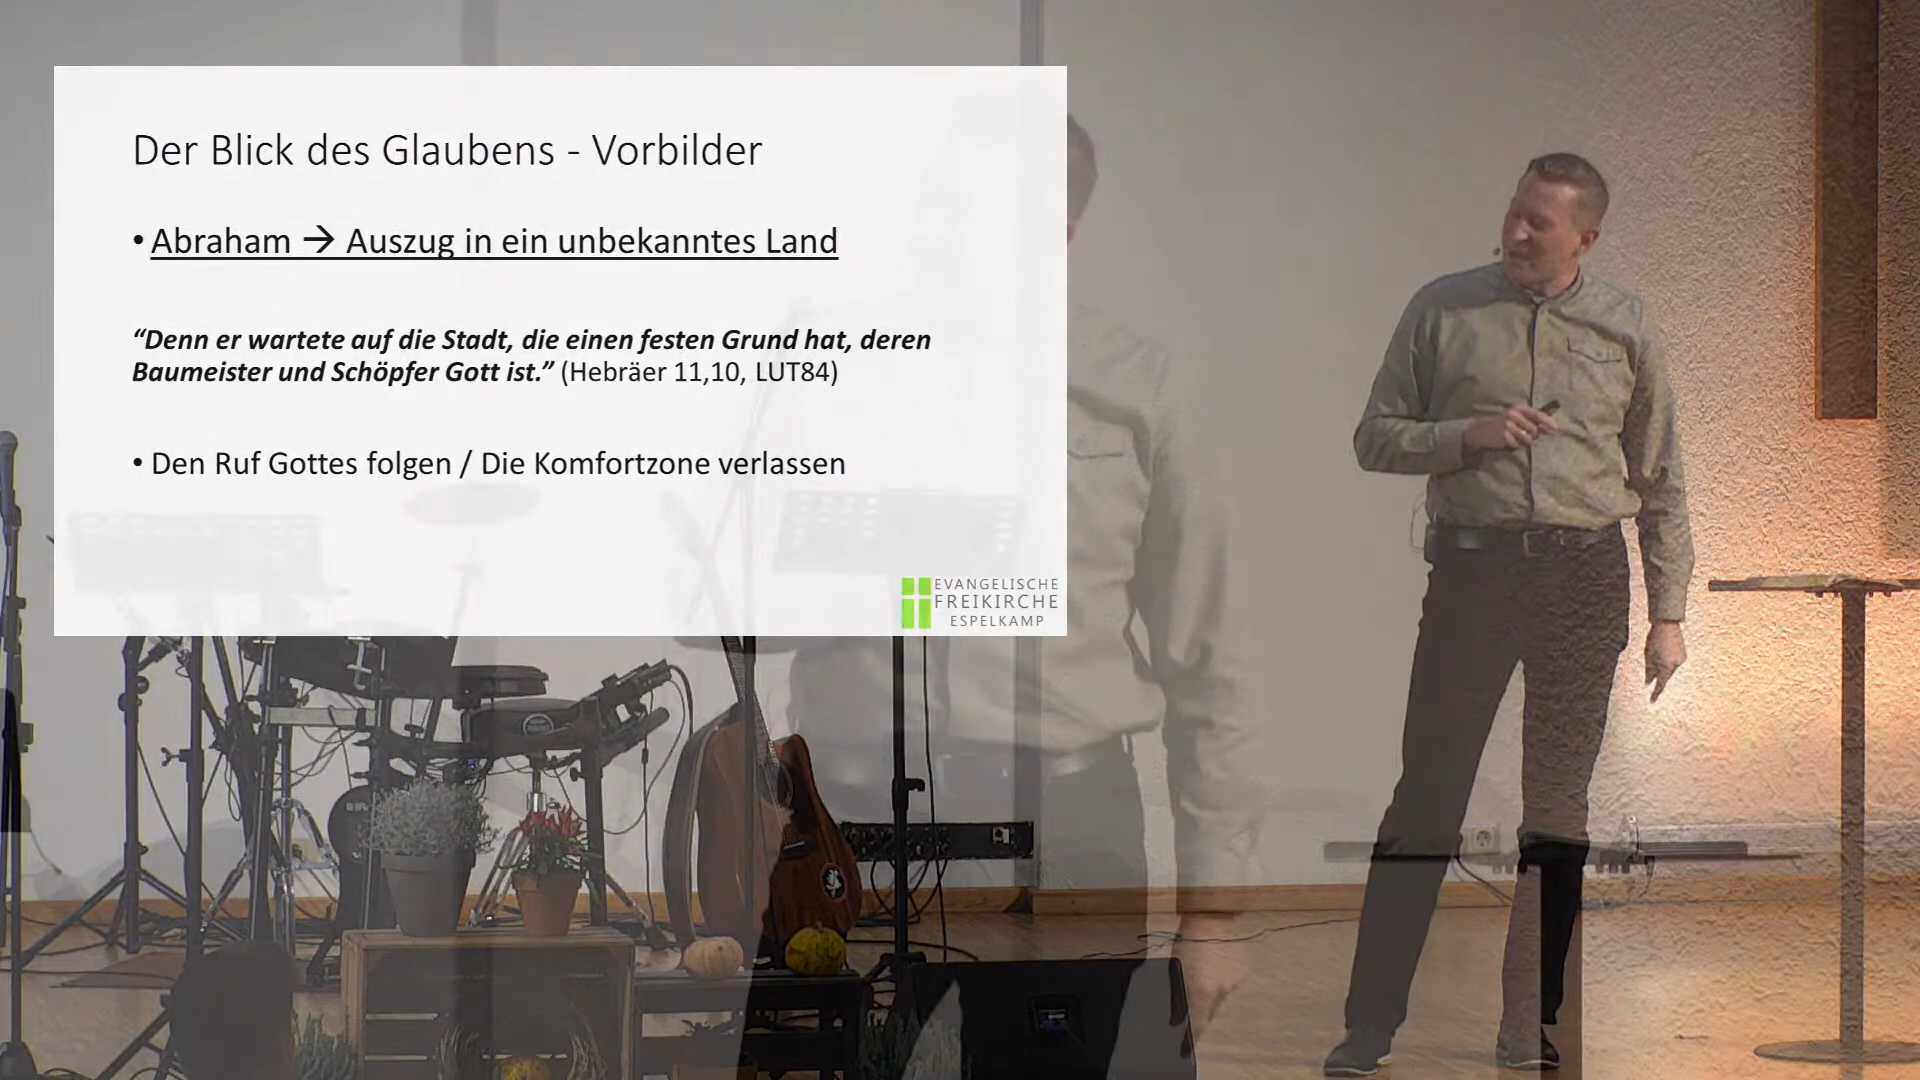 Der Blick des Glaubens - Vorbilder
• Abraham → Auszug in ein unbekanntes Land
“Denn er wartete auf die Stadt, die einen festen Grund hat, deren
Baumeister und Schöpfer Gott ist.” (Hebräer 11,10, LUT84)
• Den Ruf Gottes folgen / Die Komfortzone verlassen
EVANGELISCHE
FREIKIRCHE
ESPELKAMP